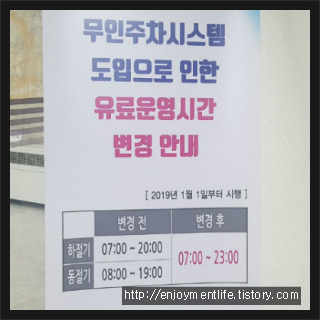 무인주차시스템
도입으로 인한
유료운영시간
변경 안내
[ 2019년 1월 1일부터 시행 ]
변경 전 변경 후
하절기 07:00 ~ 20:00 07:00 ~ 23:00
동절기 08:00 ~ 19:00
http://enjoymentlife.tistory.com